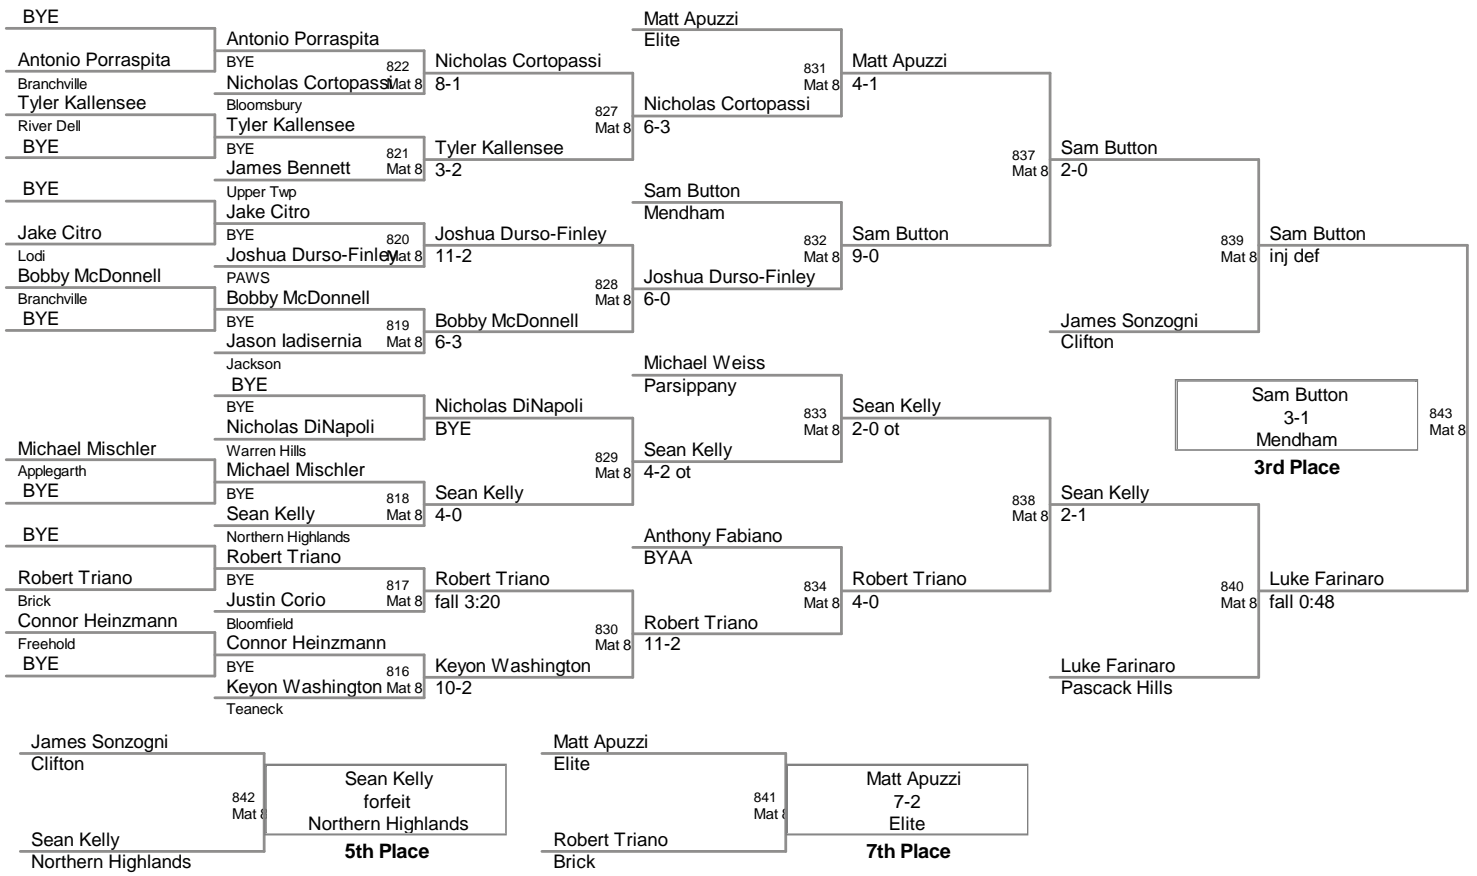 BYE
Antonio Porraspita
Branchville
Tyler Kallensee
River Dell
BYE
BYE
Jake Citro
Lodi
Bobby McDonnell
Branchville
BYE
Michael Mischler
Applegarth
BYE
BYE
Robert Triano
Brick
Connor Heinzmann
Freehold
BYE
Antonio Porraspita
BYE
822
Nicholas Cortopassi
Mat 8
Bloomsbury
Tyler Kallensee
BYE
821
James Bennett
Mat 8
Upper Twp
Jake Citro
BYE
820
Joshua Durso-Finley
Mat 8
PAWS
Bobby McDonnell
BYE
819
Jason Iadisernia
Mat 8
Jackson
BYE
BYE
Nicholas DiNapoli
Warren Hills
Michael Mischler
BYE
818
Sean Kelly
Mat 8
Northern Highlands
Robert Triano
BYE
817
Justin Corio
Mat 8
Bloomfield
Connor Heinzmann
BYE
816
Keyon Washington
Mat 8
Teaneck
Nicholas Cortopassi
8-1
827
Mat 8
Tyler Kallensee
3-2
Joshua Durso-Finley
11-2
828
Mat 8
Bobby McDonnell
6-3
Nicholas DiNapoli
BYE
829
Mat 8
Sean Kelly
4-0
Robert Triano
fall 3:20
830
Mat 8
Keyon Washington
10-2
Matt Apuzzi
Elite
831
Mat 8
Nicholas Cortopassi
6-3
Sam Button
Mendham
832
Mat 8
Joshua Durso-Finley
6-0
Michael Weiss
Parsippany
833
Mat 8
Sean Kelly
4-2 ot
Anthony Fabiano
BYAA
834
Mat 8
Robert Triano
11-2
Matt Apuzzi
4-1
837
Mat 8
Sam Button
9-0
Sean Kelly
2-0 ot
838
Mat 8
Robert Triano
4-0
Sam Button
2-0
839
Mat 8
James Sonzogni
Clifton
Sean Kelly
2-1
840
Mat 8
Luke Farinaro
Pascack Hills
Sam Button
inj def
Sam Button
3-1
Mendham
3rd Place
843
Mat 8
Luke Farinaro
fall 0:48
James Sonzogni
Clifton
842
Mat 8
Sean Kelly
Northern Highlands
Sean Kelly
forfeit
Northern Highlands
5th Place
Matt Apuzzi
Elite
841
Mat 8
Robert Triano
Brick
Matt Apuzzi
7-2
Elite
7th Place